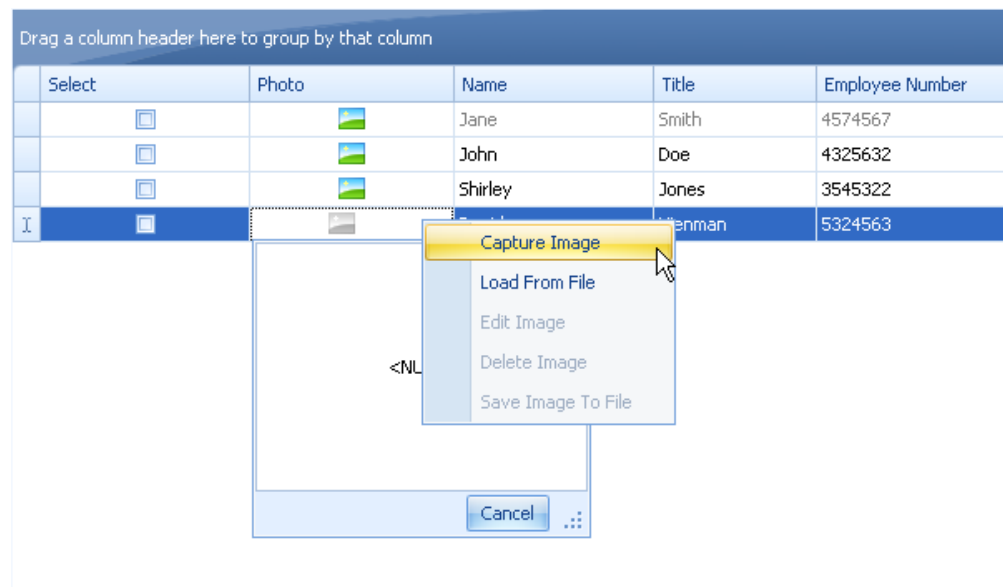 Drag a column header here to group by that column
Select Photo Name Title Employee Number
Jane Smith 4574567
John Doe 4325632
Shirley Jones 3545322
5324563
Capture Image
Load From File
Edit Image
<NUL
Delete Image
Save Image To File
Cancel